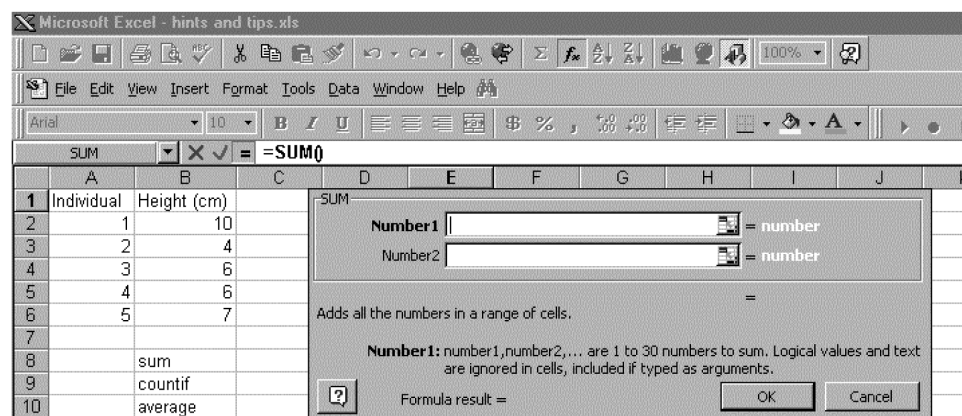 Microsoft Excel - hints and tips.xls
100%
File Edit View Insert Format Tools Data Window Help
Arial 10 B I U $ % ,
SUM = =SUM()
A B C D E F G H I J
1 Individual Height (cm)
2 1 10
3 2 4
4 3 6
5 4 6
6 5 7
7
8 sum
9 countif
10 average
SUM
Number1 = number
Number2 = number
=
Adds all the numbers in a range of cells.
Number1: number1,number2,... are 1 to 30 numbers to sum. Logical values and text
are ignored in cells, included if typed as arguments.
Formula result =
OK Cancel